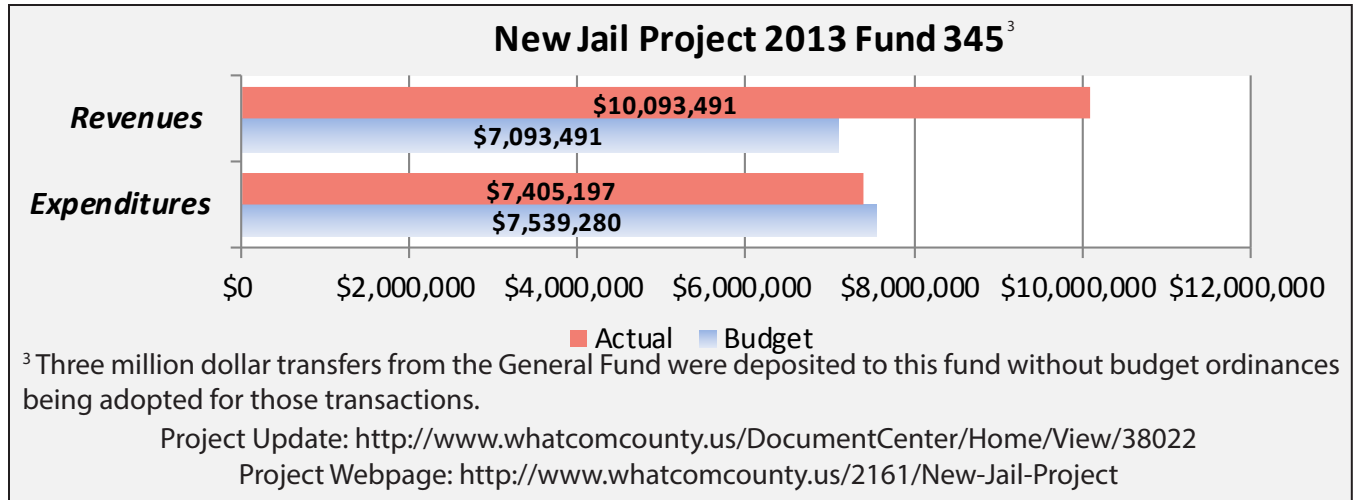 New Jail Project 2013 Fund 345³
Revenues
$10,093,491
$7,093,491
Expenditures
$7,405,197
$7,539,280
$0 $2,000,000 $4,000,000 $6,000,000 $8,000,000 $10,000,000 $12,000,000
Actual Budget
³ Three million dollar transfers from the General Fund were deposited to this fund without budget ordinances
being adopted for those transactions.
Project Update: http://www.whatcomcounty.us/DocumentCenter/Home/View/38022
Project Webpage: http://www.whatcomcounty.us/2161/New-Jail-Project